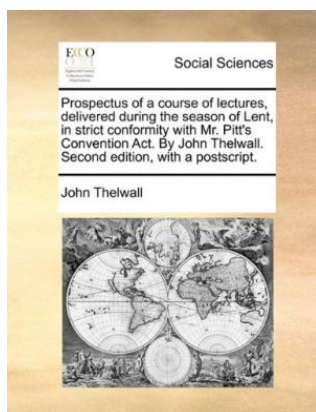 ECCO
Social Sciences
Prospectus of a course of lectures,
delivered during the season of Lent,
in strict conformity with Mr. Pitt's
Convention Act. By John Thelwall.
Second edition, with a postscript.
John Thelwall